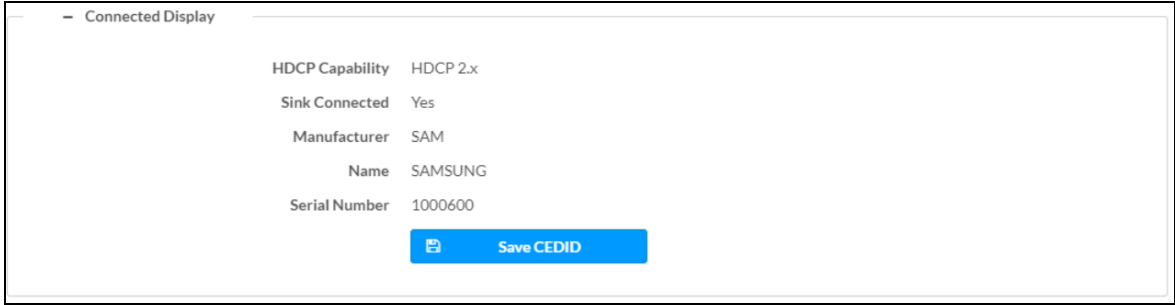 − Connected Display
HDCP Capability HDCP 2.x
Sink Connected Yes
Manufacturer SAM
Name SAMSUNG
Serial Number 1000600
Save CEDID